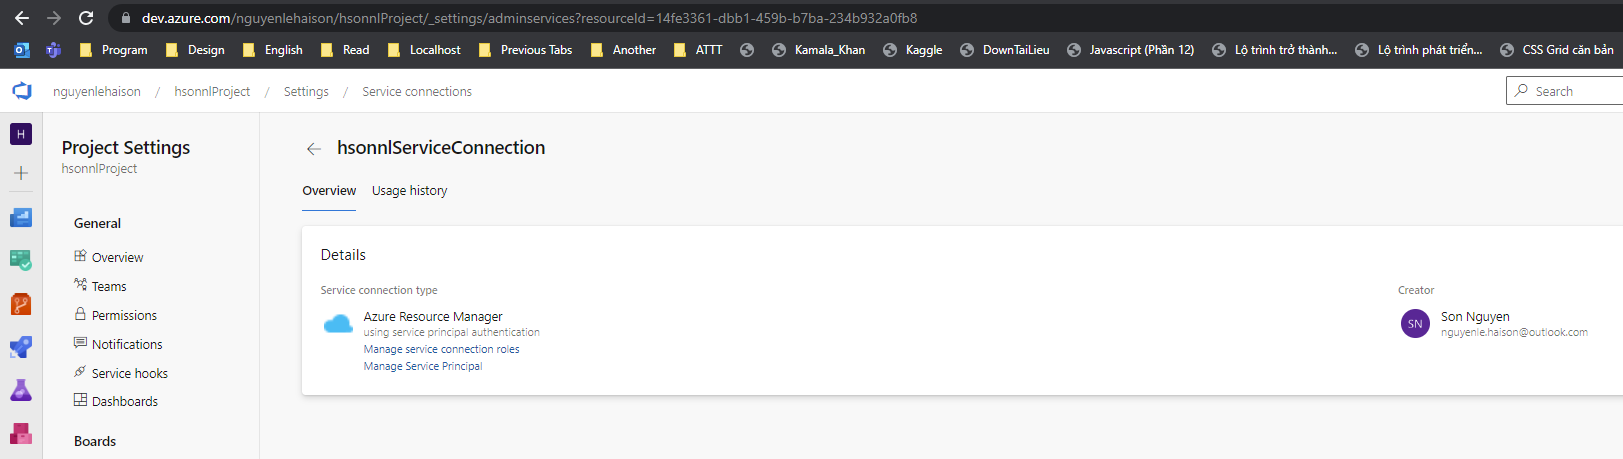 dev.azure.com/nguyenlehaison/hsonnlProject/_settings/adminservices?resourceId=14fe3361-dbb1-459b-b7ba-234b932a0fb8
Program Design English Read Localhost Previous Tabs Another ATTT Kamala_Khan Kaggle DownTaiLieu Javascript (Phần 12) Lộ trình trở thành... Lộ trình phát triển... CSS Grid căn bản
nguyenlehaison / hsonnlProject / Settings / Service connections
Search
H
Project Settings
hsonnlProject
General
Overview
Teams
Permissions
Notifications
Service hooks
Dashboards
Boards
hsonnlServiceConnection
Overview Usage history
Details
Service connection type
Azure Resource Manager
using service principal authentication
Manage service connection roles
Manage Service Principal
Creator
SN
Son Nguyen
nguyenle.haison@outlook.com